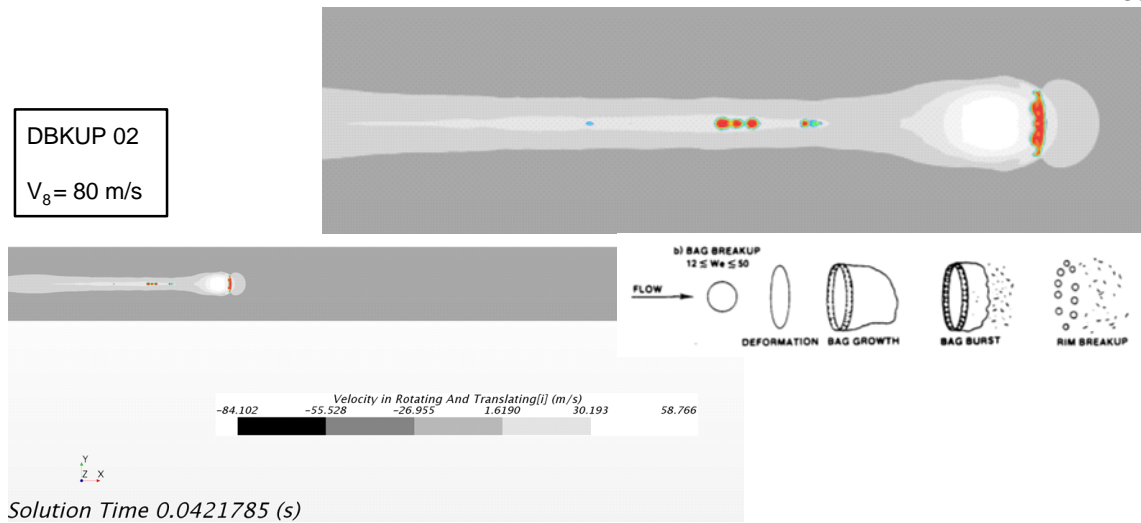 DBKUP 02
V₈= 80 m/s
b) BAG BREAKUP
12 ≤ We ≤ 50
FLOW
DEFORMATION BAG GROWTH BAG BURST RIM BREAKUP
Velocity in Rotating And Translating[i] (m/s)
-84.102 -55.528 -26.955 1.6190 30.193 58.766
Y
Z X
Solution Time 0.0421785 (s)